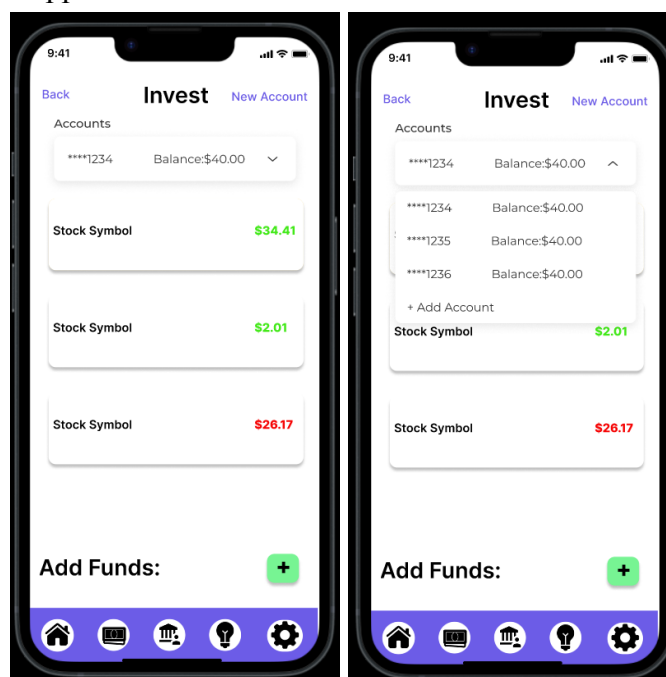 9:41
Back Invest New Account
Accounts
****1234 Balance:$40.00
Stock Symbol $34.41
Stock Symbol $2.01
Stock Symbol $26.17
Add Funds: +
9:41
Back Invest New Account
Accounts
****1234 Balance:$40.00
****1234 Balance:$40.00
****1235 Balance:$40.00
****1236 Balance:$40.00
+ Add Account
Stock Symbol $2.01
Stock Symbol $26.17
Add Funds: +